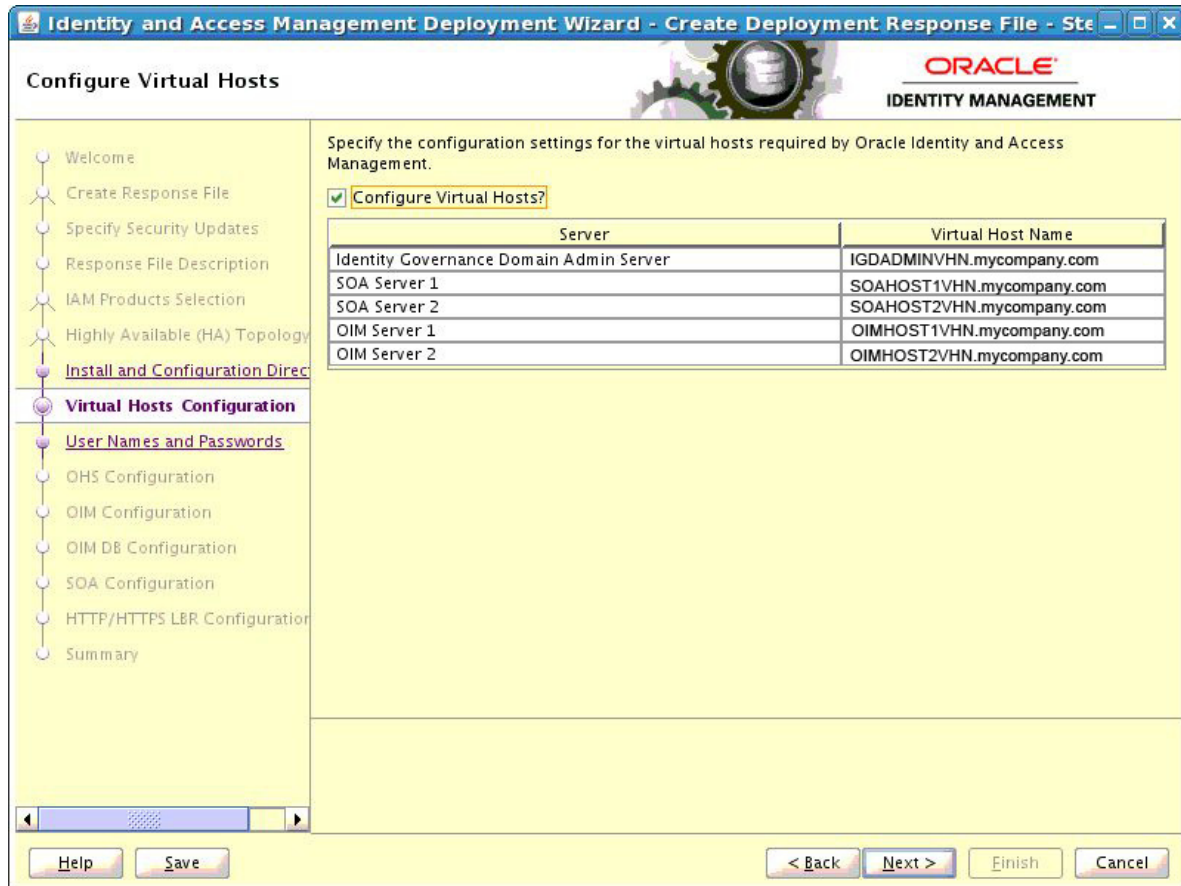 Identity and Access Management Deployment Wizard - Create Deployment Response File - Ste
Configure Virtual Hosts
ORACLE
IDENTITY MANAGEMENT
Welcome
Create Response File
Specify Security Updates
Response File Description
IAM Products Selection
Highly Available (HA) Topology
Install and Configuration Direct
Virtual Hosts Configuration
User Names and Passwords
OHS Configuration
OIM Configuration
OIM DB Configuration
SOA Configuration
HTTP/HTTPS LBR Configuration
Summary
Specify the configuration settings for the virtual hosts required by Oracle Identity and Access
Management.
Configure Virtual Hosts?
Server Virtual Host Name
Identity Governance Domain Admin Server IGDADMINVHN.mycompany.com
SOA Server 1 SOAHOST1VHN.mycompany.com
SOA Server 2 SOAHOST2VHN.mycompany.com
OIM Server 1 OIMHOST1VHN.mycompany.com
OIM Server 2 OIMHOST2VHN.mycompany.com
Help Save < Back Next > Finish Cancel